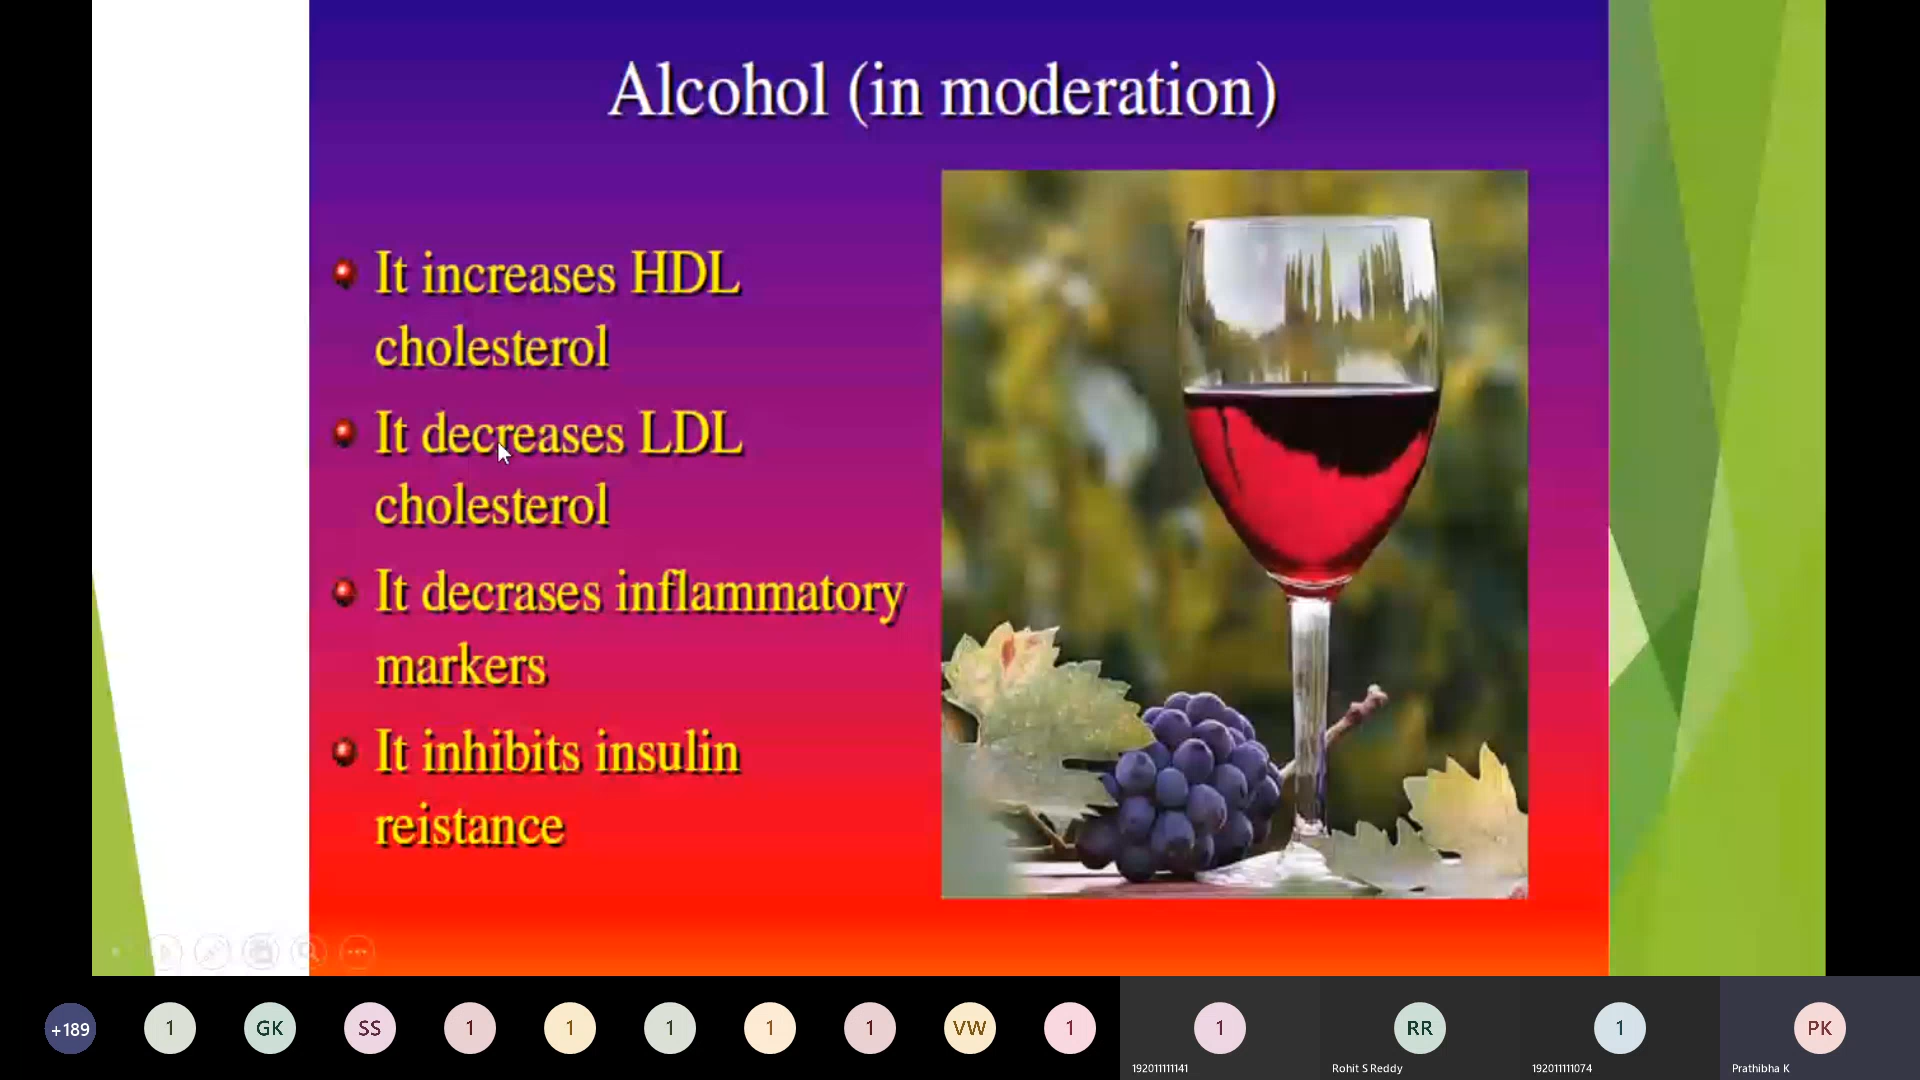 Alcohol (in moderation)
It increases HDL
cholesterol
It decreases LDL
cholesterol
It decrases inflammatory
markers
It inhibits insulin
reistance
+189
1
GK
SS
1
1
1
1
1
VW
1
1
RR
1
PK
192011111141
Rohit S Reddy
192011111074
Prathibha K